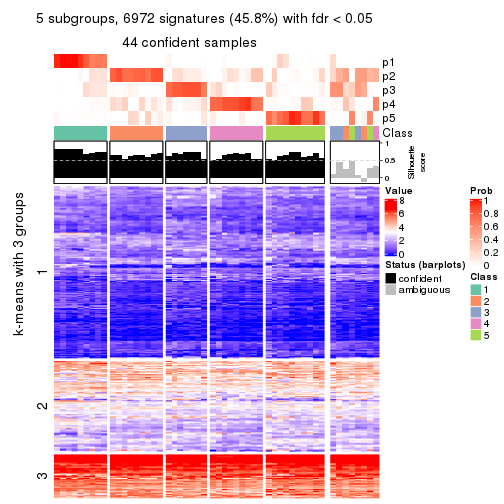 5 subgroups, 6972 signatures (45.8%) with fdr < 0.05
44 confident samples
p1
p2
p3
p4
p5
Class
1
0.5
0
Silhouette
score
k-means with 3 groups
1
2
3
Value
8
6
4
2
0
Status (barplots)
confident
ambiguous
Prob
1
0.8
0.6
0.4
0.2
0
Class
1
2
3
4
5